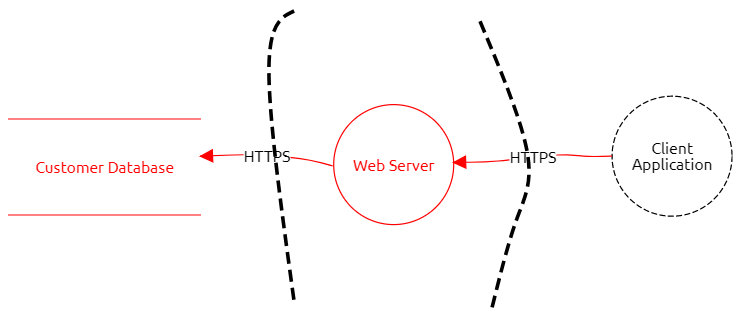 Customer Database
HTTPS
Web Server
HTTPS
Client
Application